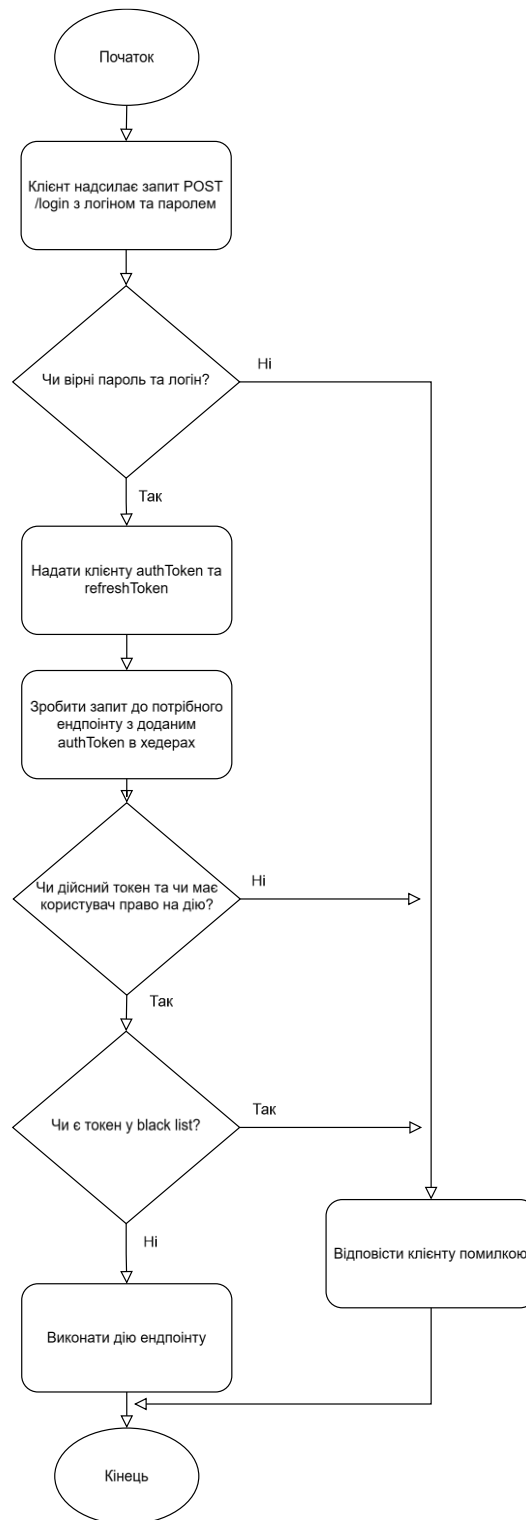 Початок
Клієнт надсилає запит POST
/login з логіном та паролем
Ні
Чи вірні пароль та логін?
Так
Надати клієнту authToken та
refreshToken
Зробити запит до потрібного
ендпоінту з доданим
authToken в хедерах
Ні
Чи дійсний токен та чи має
користувач право на дію?
Так
Так
Чи є токен у black list?
Ні
Відповісти клієнту помилкою
Виконати дію ендпоінту
Кінець